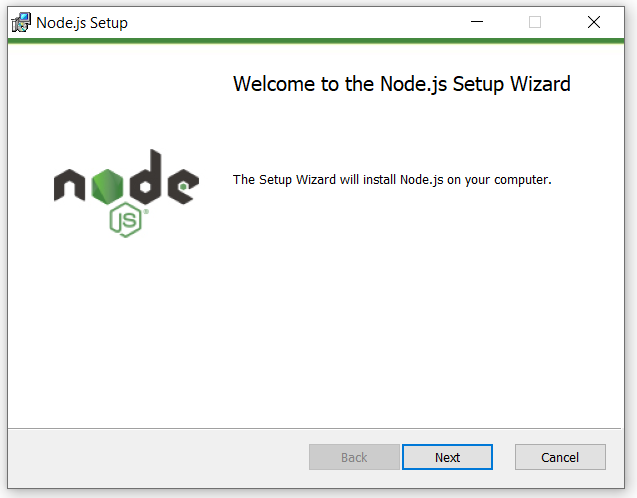 Node.js Setup
Welcome to the Node.js Setup Wizard
node
JS®
The Setup Wizard will install Node.js on your computer.
Back
Next
Cancel